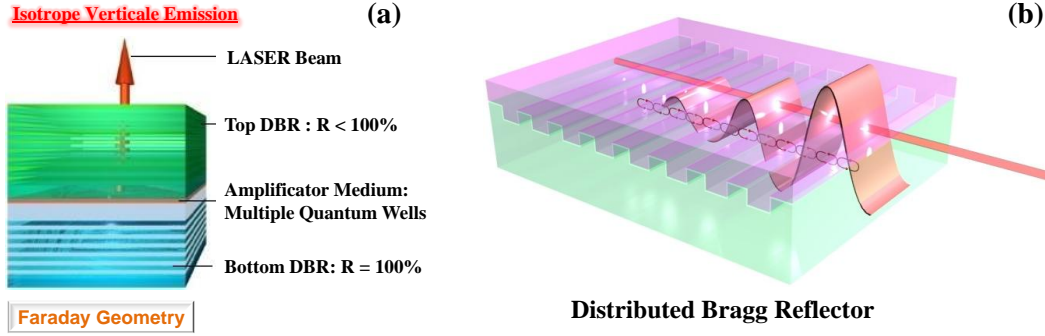 Isotrope Verticale Emission
(a)
LASER Beam
Top DBR : R < 100%
Amplificator Medium:
Multiple Quantum Wells
Bottom DBR: R = 100%
Faraday Geometry
(b)
Distributed Bragg Reflector